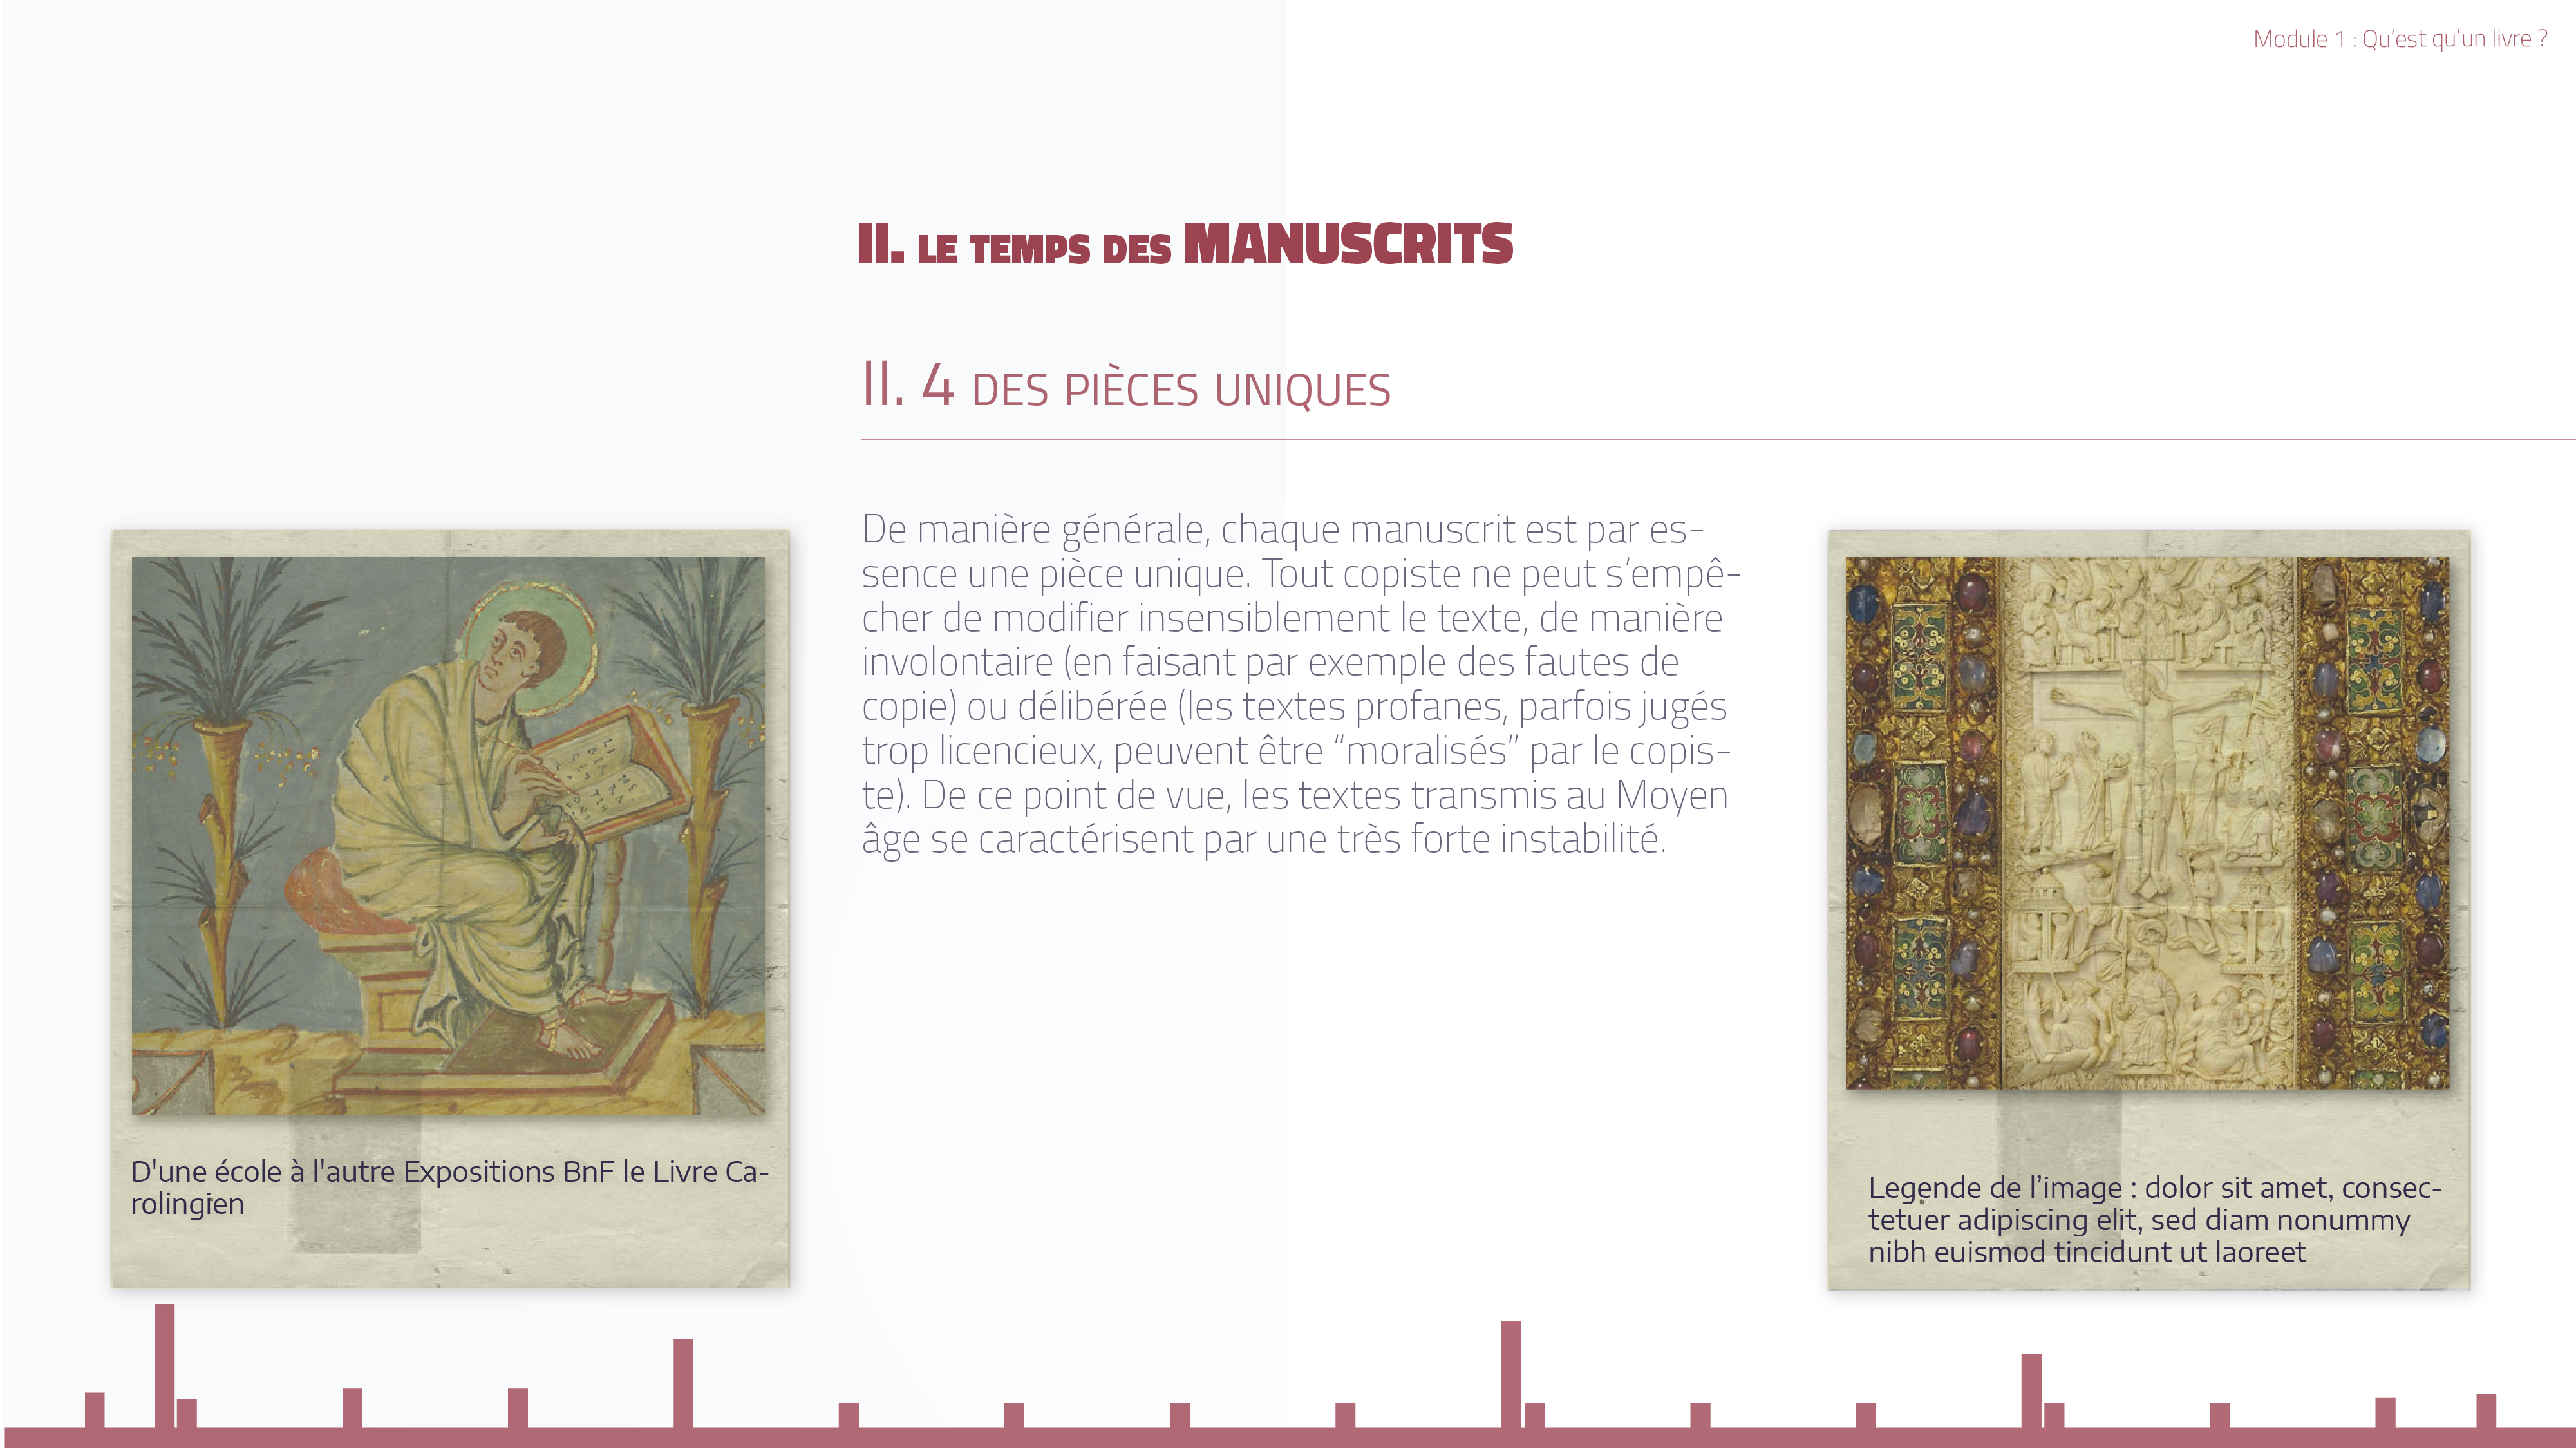 Module 1 : Qu’est qu’un livre ?
II. LE TEMPS DES MANUSCRITS
II. 4 DES PIÈCES UNIQUES
De manière générale, chaque manuscrit est par es-
sence une pièce unique. Tout copiste ne peut s’empê-
cher de modifier insensiblement le texte, de manière
involontaire (en faisant par exemple des fautes de
copie) ou délibérée (les textes profanes, parfois jugés
trop licencieux, peuvent être “moralisés” par le copis-
te). De ce point de vue, les textes transmis au Moyen
âge se caractérisent par une très forte instabilité.
D'une école à l'autre Expositions BnF le Livre Ca-
rolingien
Legende de l’image : dolor sit amet, consec-
tetuer adipiscing elit, sed diam nonummy
nibh euismod tincidunt ut laoreet